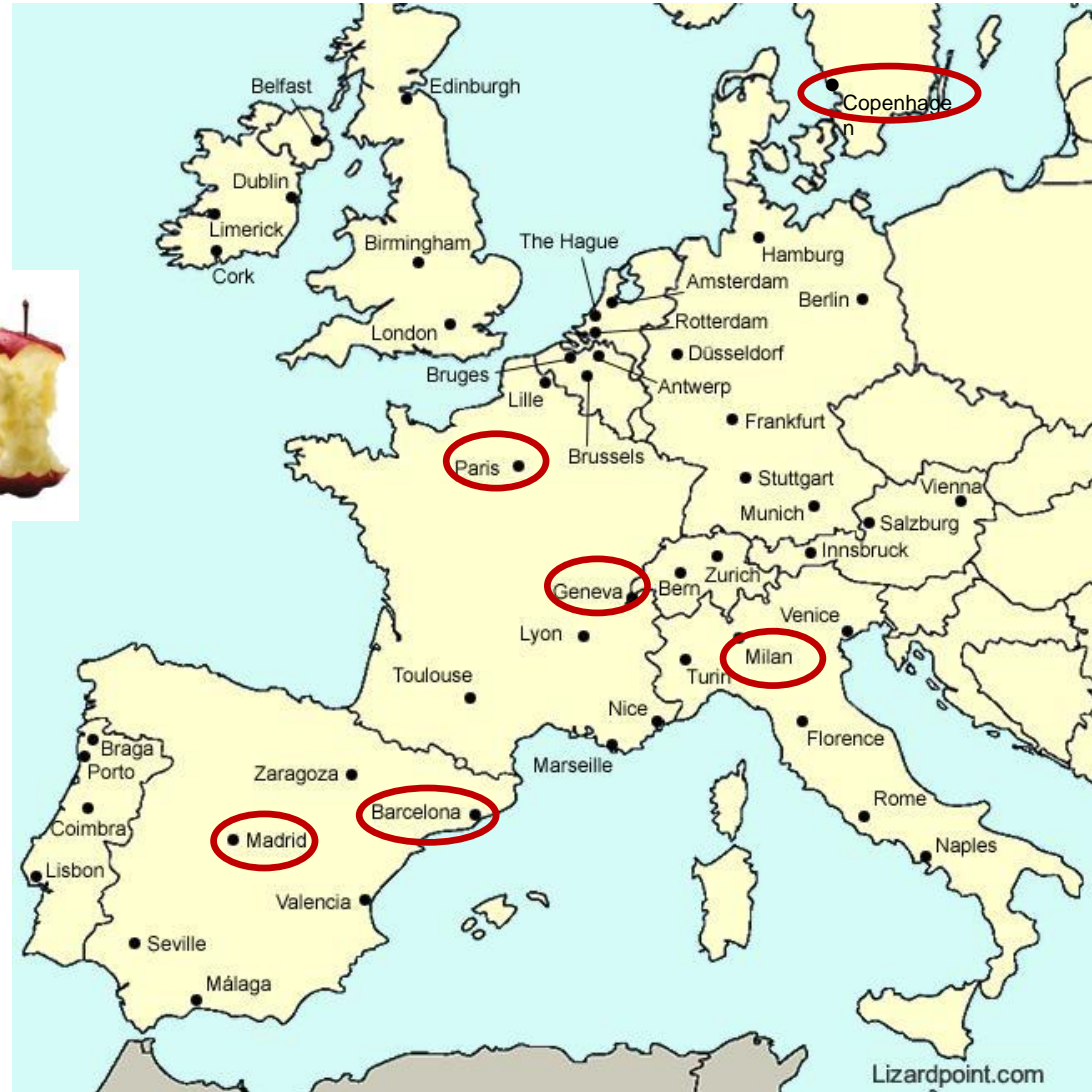 Belfast
Edinburgh
Copenhage
n
Dublin
Limerick
Cork
Birmingham
The Hague
Hamburg
Amsterdam
Berlin
London
Rotterdam
Düsseldorf
Bruges
Antwerp
Lille
Frankfurt
Brussels
Paris
Stuttgart
Vienna
Munich
Salzburg
Innsbruck
Geneva
Bern
Zurich
Venice
Lyon
Milan
Turin
Toulouse
Nice
Florence
Braga
Porto
Zaragoza
Marseille
Barcelona
Rome
Coimbra
Madrid
Naples
Lisbon
Valencia
Seville
Málaga
Lizardpoint.com